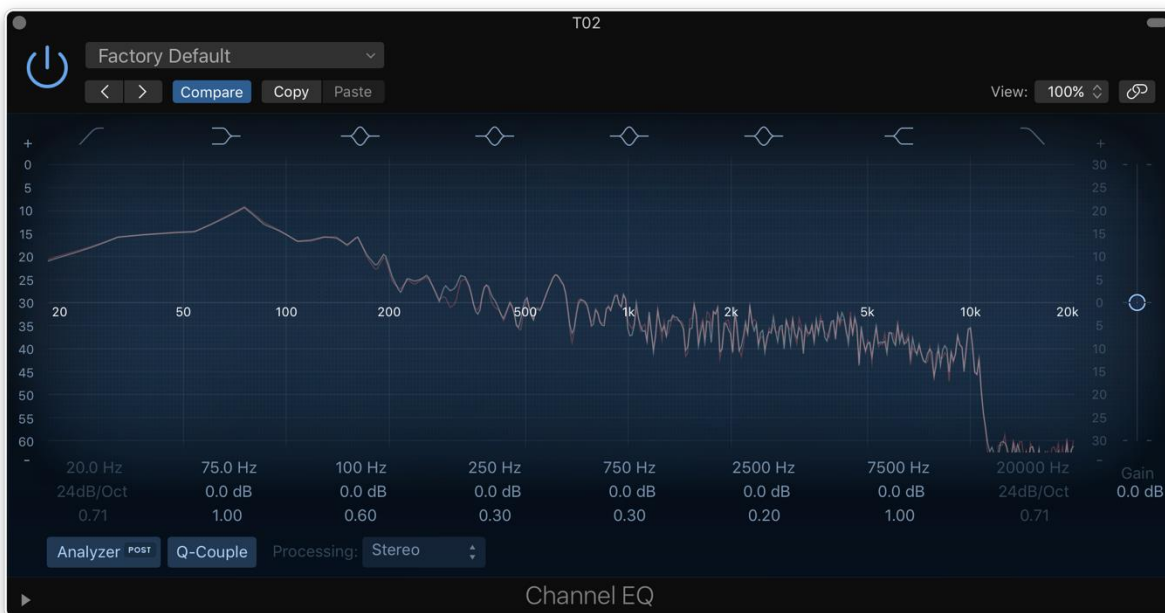 T02
Factory Default
Compare Copy Paste
View: 100%
+ +
0 30
5 25
10 20
15 15
20 10
25 5
30 20 50 100 200 500 1k 2k 5k 10k 20k 0
35 5
40 10
45 15
50 20
55 25
60 30
- -
20.0 Hz 75.0 Hz 100 Hz 250 Hz 750 Hz 2500 Hz 7500 Hz 20000 Hz Gain
24dB/Oct 0.0 dB 0.0 dB 0.0 dB 0.0 dB 0.0 dB 0.0 dB 24dB/Oct 0.0 dB
0.71 1.00 0.60 0.30 0.30 0.20 1.00 0.71
Analyzer POST Q-Couple Processing: Stereo
Channel EQ